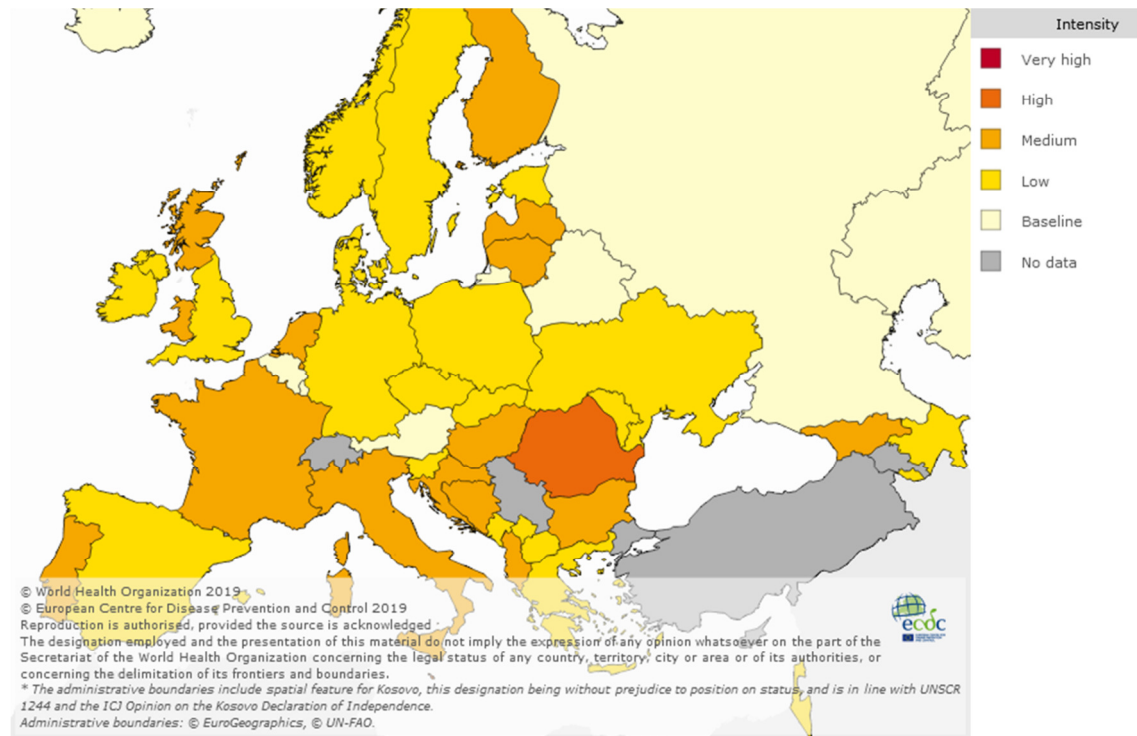 Intensity
Very high
High
Medium
Low
Baseline
No data
© World Health Organization 2019
© European Centre for Disease Prevention and Control 2019
Reproduction is authorised, provided the source is acknowledged
The designation employed and the presentation of this material do not imply the expression of any opinion whatsoever on the part of the
Secretariat of the World Health Organization concerning the legal status of any country, territory, city or area or of its authorities, or
concerning the delimitation of its frontiers and boundaries.
* The administrative boundaries include spatial feature for Kosovo, this designation being without prejudice to position on status, and is in line with UNSCR
1244 and the ICJ Opinion on the Kosovo Declaration of Independence.
Administrative boundaries: © EuroGeographics, © UN-FAO.
ecdc